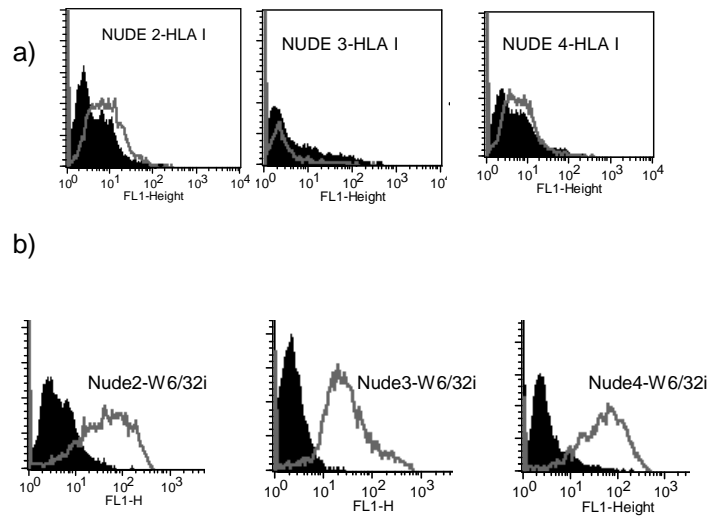 a)
NUDE 2-HLA I
NUDE 3-HLA I
NUDE 4-HLA I
10^0 10^1 10^2 10^3 10^4
FL1-Height
10^0 10^1 10^2 10^3 10^4
FL1-Height
10^0 10^1 10^2 10^3 10^4
FL1-Height
b)
Nude2-W6/32i
Nude3-W6/32i
Nude4-W6/32i
10^0 10^1 10^2 10^3
FL1-H
10^0 10^1 10^2 10^3
FL1-H
10^0 10^1 10^2 10^3
FL1-Height